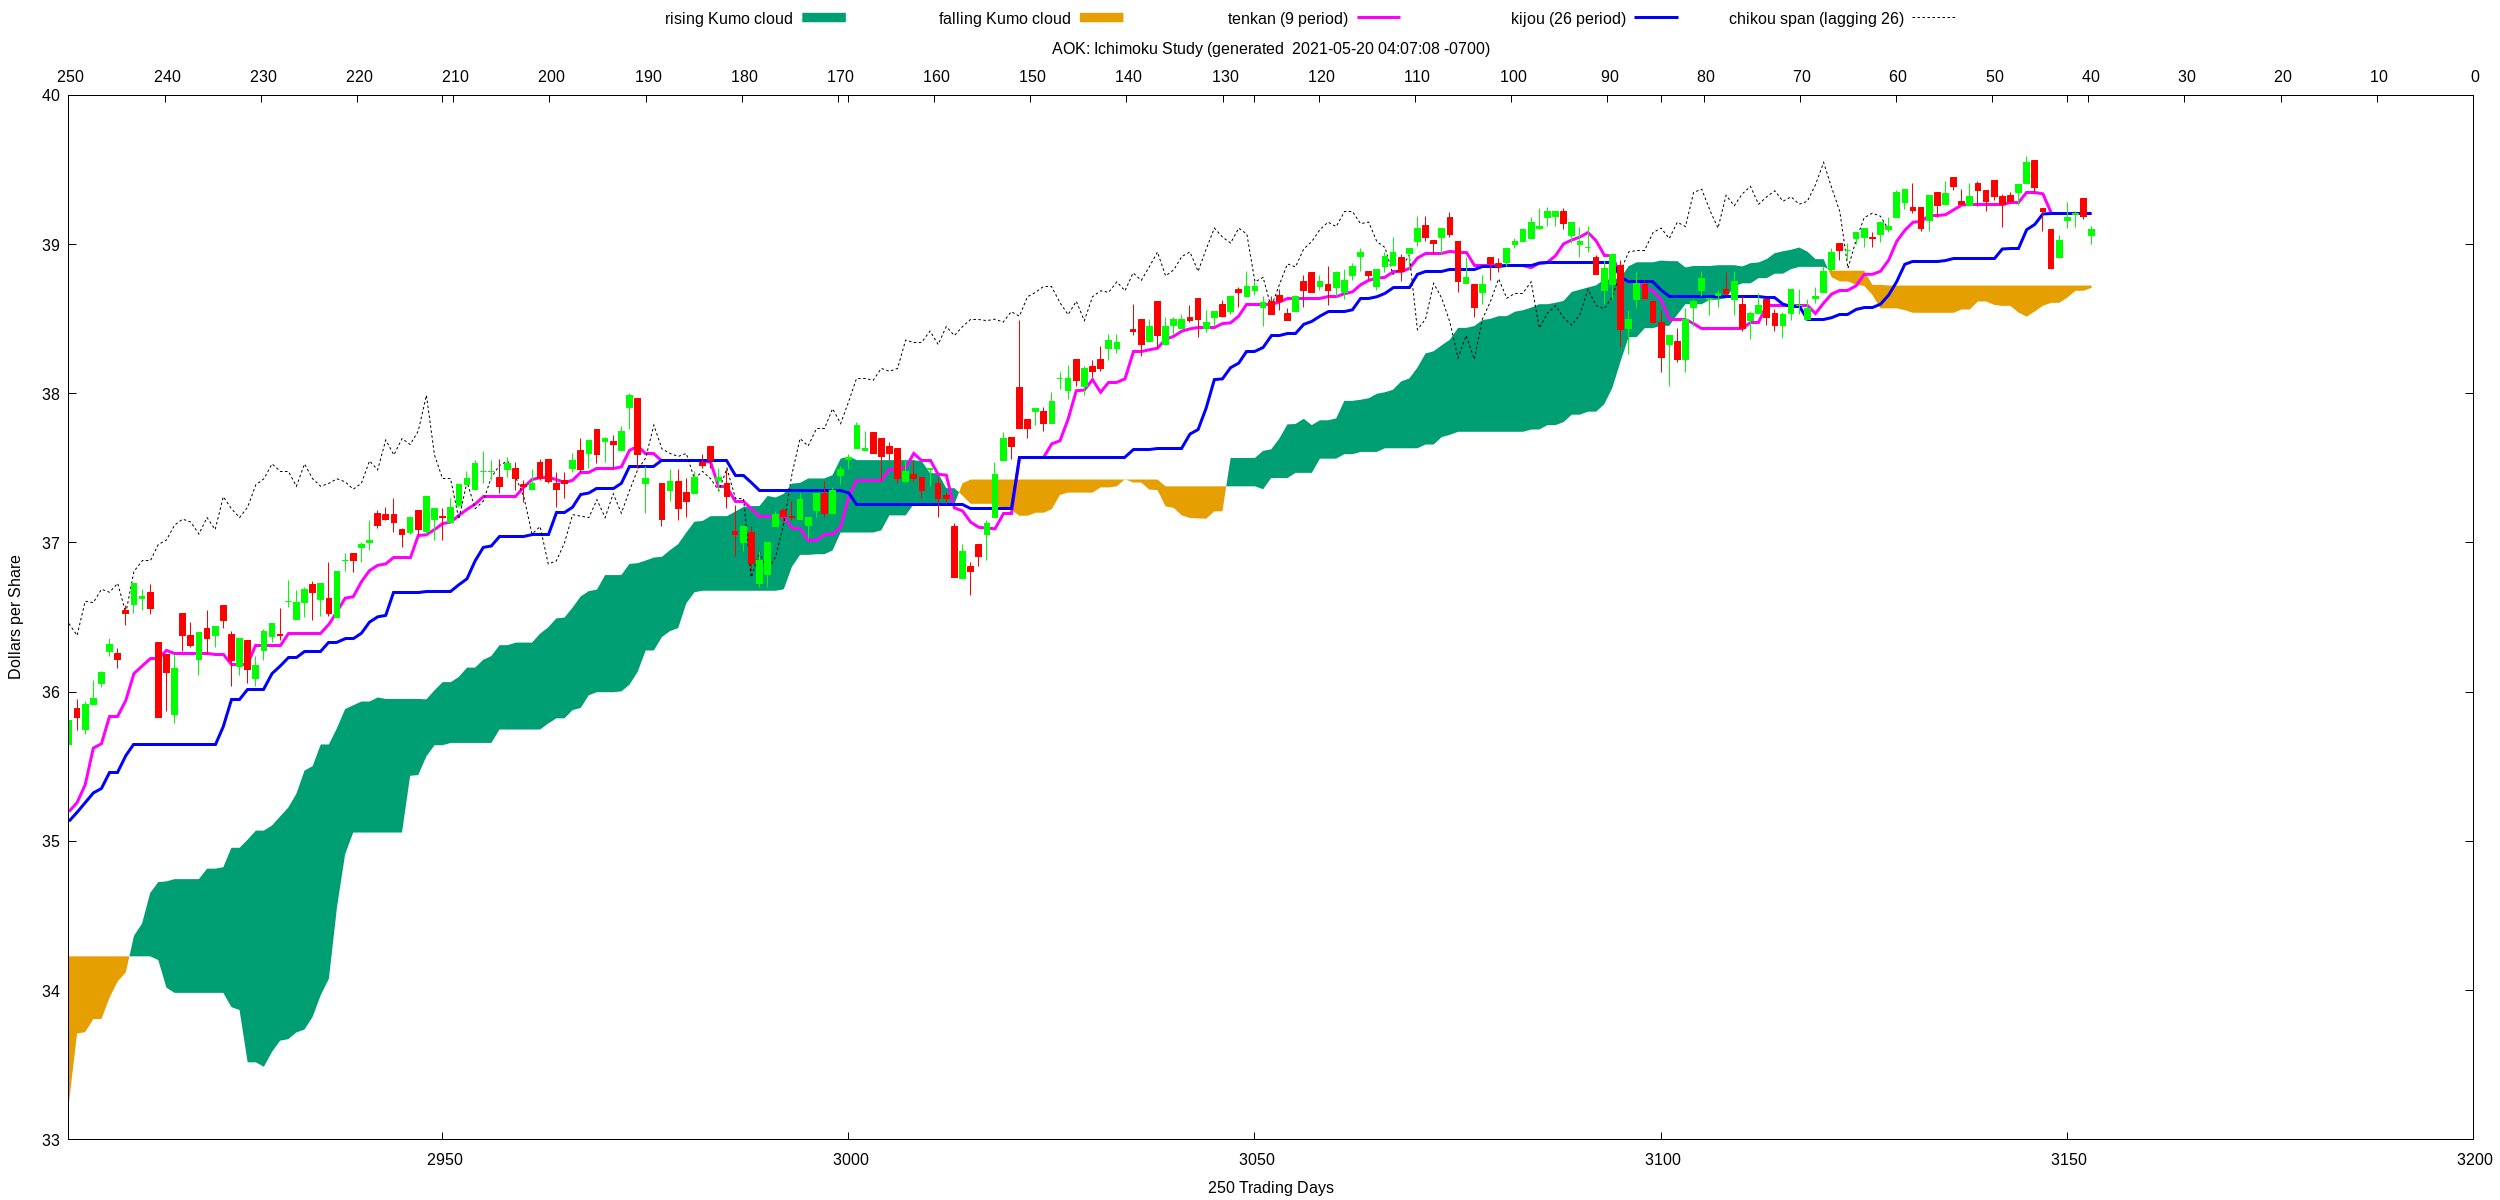 rising Kumo cloud falling Kumo cloud tenkan (9 period) kijou (26 period) chikou span (lagging 26)
AOK: Ichimoku Study (generated  2021-05-20 04:07:08 -0700)
250 240 230 220 210 200 190 180 170 160 150 140 130 120 110 100 90 80 70 60 50 40 30 20 10 0
40
39
38
37
36
35
34
33
Dollars per Share
2950 3000 3050 3100 3150 3200
250 Trading Days